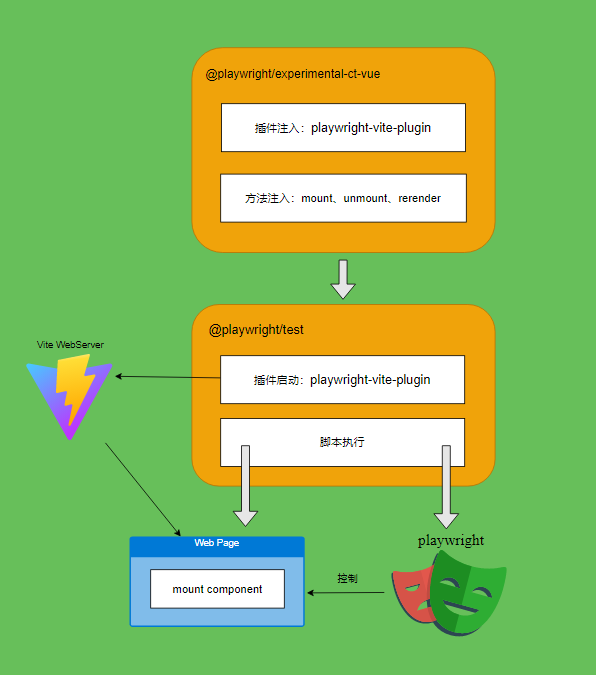 @playwright/experimental-ct-vue
插件注入：playwright-vite-plugin
方法注入：mount、unmount、rerender
@playwright/test
Vite WebServer
插件启动：playwright-vite-plugin
脚本执行
playwright
Web Page
控制
mount component